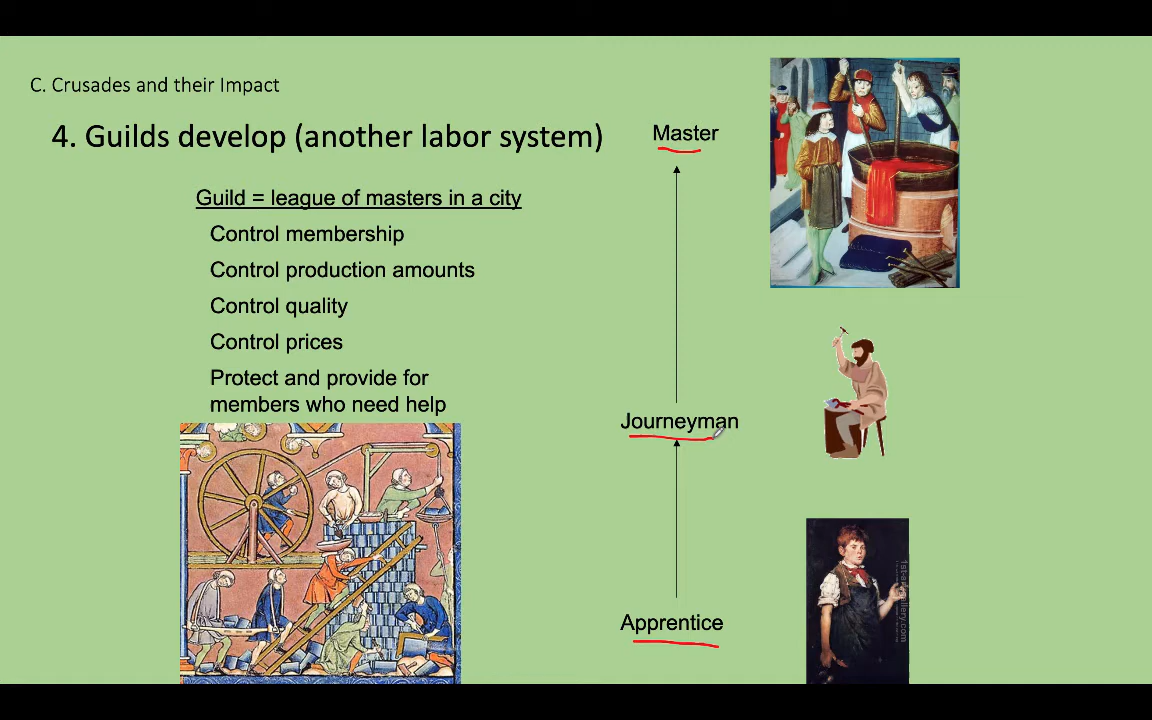 C. Crusades and their Impact
4. Guilds develop (another labor system)
Guild = league of masters in a city
Control membership
Control production amounts
Control quality
Control prices
Protect and provide for
members who need help
Master
Journeyman
Apprentice